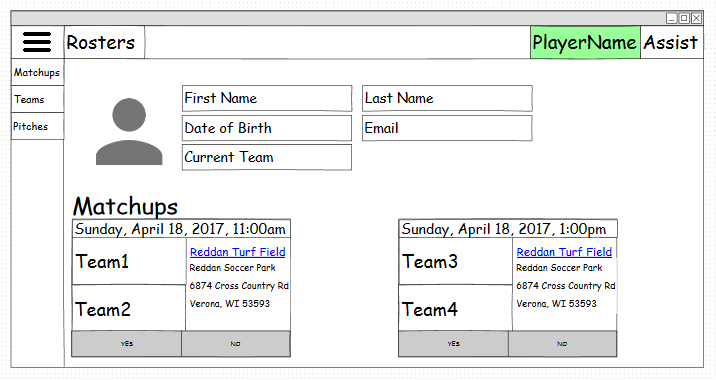 Rosters
PlayerName
Assist
Matchups
Teams
Pitches
First Name
Last Name
Date of Birth
Email
Current Team
Matchups
Sunday, April 18, 2017, 11:00am
Team1
Team2
Reddan Turf Field
Reddan Soccer Park
6874 Cross Country Rd
Verona, WI 53593
YES
NO
Sunday, April 18, 2017, 1:00pm
Team3
Team4
Reddan Turf Field
Reddan Soccer Park
6874 Cross Country Rd
Verona, WI 53593
YES
NO